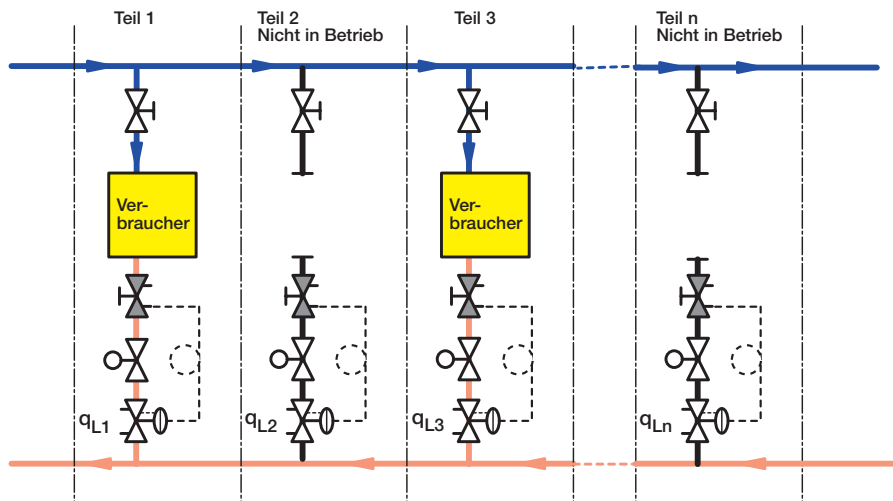 Teil 1
Teil 2
Nicht in Betrieb
Teil 3
Teil n
Nicht in Betrieb
Ver-
braucher
Ver-
braucher
qL1
qL2
qL3
qLn